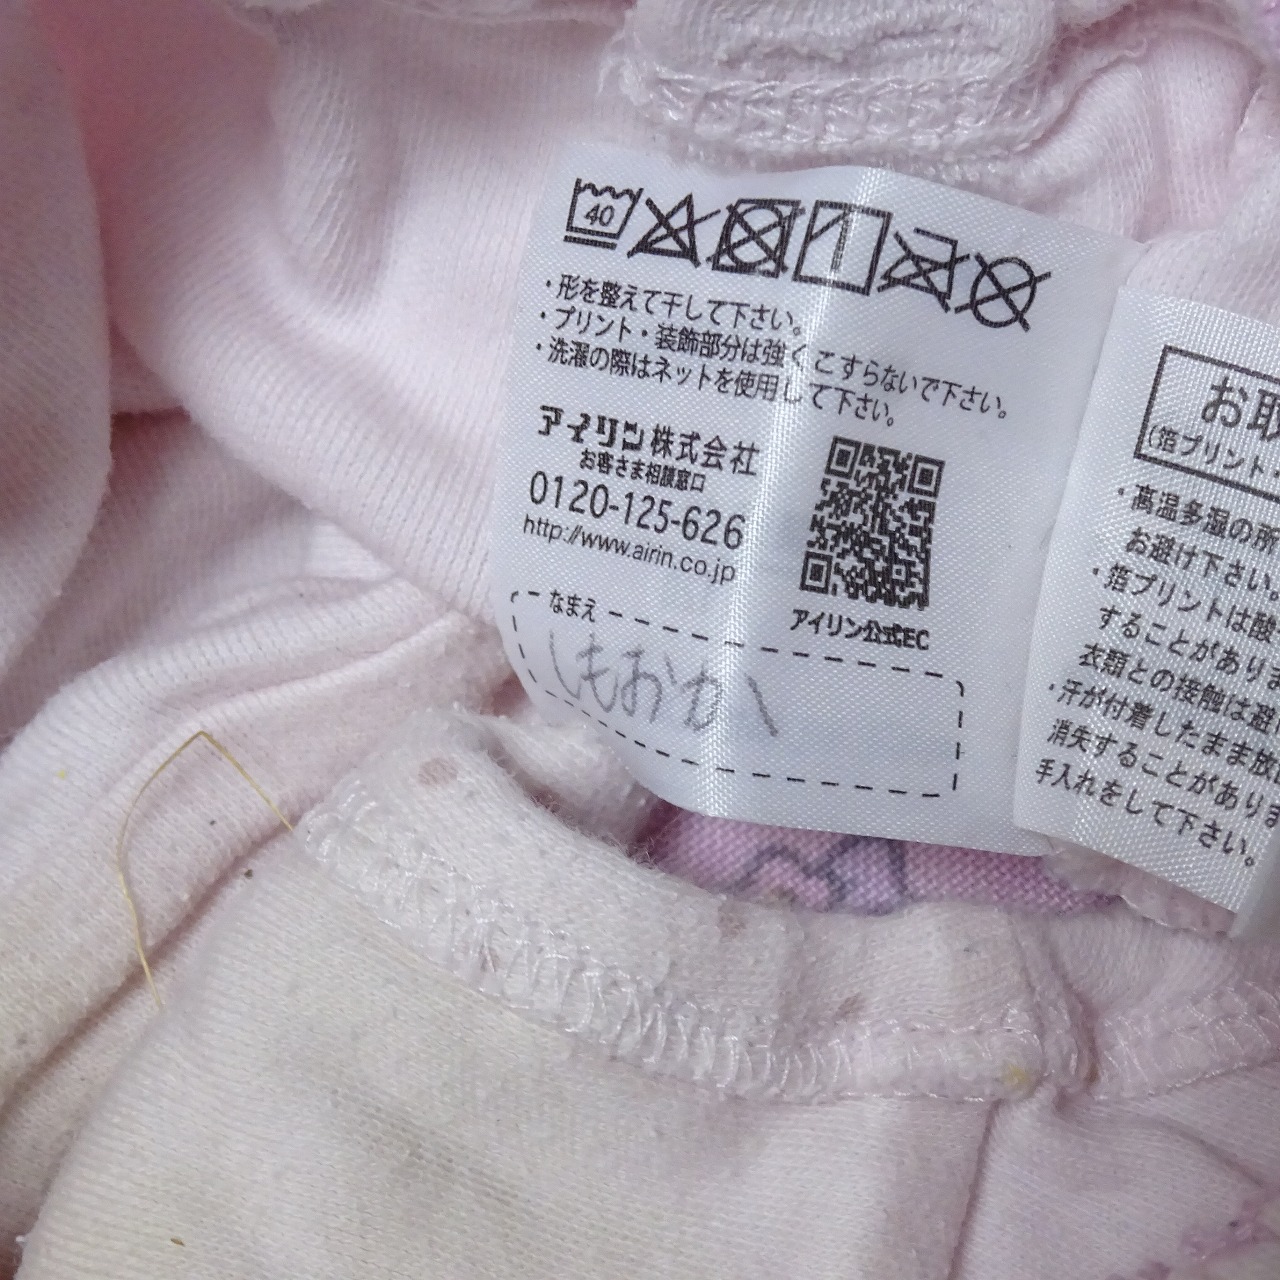 40
・形を整えて干して下さい。
・プリント・装飾部分は強くこすらないで下さい。
・洗濯の際はネットを使用して下さい。
アイリン株式会社
お客さま相談窓口
0120-125-626
http://www.airin.co.jp
アイリン公式EC
なまえ
しもおか
お取
(箔プリント
・高温多湿の所
お避け下さい。
・箔プリントは酸
することがありま
衣類との接触は避
・汗が付着したまま放
消失することがありま
手入れをして下さい。